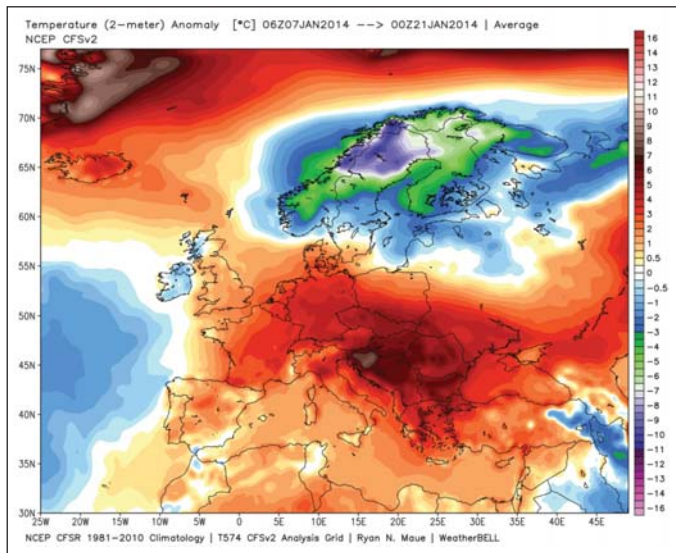 Temperature (2-meter) Anomaly [°C] 06Z07JAN2014 --> 00Z21JAN2014 | Average
NCEP CFSv2
75N
70N
65N
60N
55N
50N
45N
40N
35N
30N
25W 20W 15W 10W 5W 0 5E 10E 15E 20E 25E 30E 35E 40E 45E
16
13
12
11
10
9
8
7
6
5
4
3
2
1
0.5
0
-0.5
-1
-2
-3
-4
-5
-6
-7
-8
-9
-10
-11
-12
-13
-16
NCEP CFSR 1981-2010 Climatology | T574 CFSv2 Analysis Grid | Ryan N. Maue | WeatherBELL